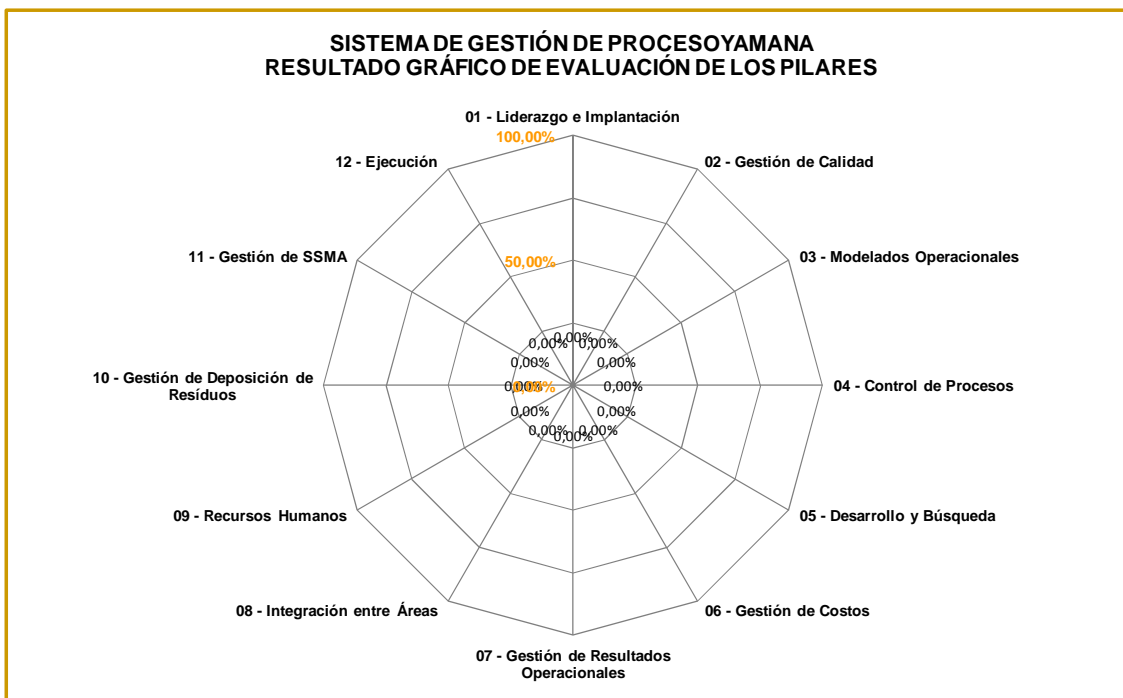 SISTEMA DE GESTIÓN DE PROCESOYAMANA
RESULTADO GRÁFICO DE EVALUACIÓN DE LOS PILARES
01 - Liderazgo e Implantación
100,00%
12 - Ejecución
02 - Gestión de Calidad
11 - Gestión de SSMA
50,00%
03 - Modelados Operacionales
0,00%
0,00%
0,00%
0,00%
0,00%
10 - Gestión de Deposición de
Resíduos
0,00%
0,00%
0,00%
04 - Control de Procesos
0,00%
0,00%
0,00%
0,00%
0,00%
09 - Recursos Humanos
05 - Desarrollo y Búsqueda
08 - Integración entre Áreas
06 - Gestión de Costos
07 - Gestión de Resultados
Operacionales